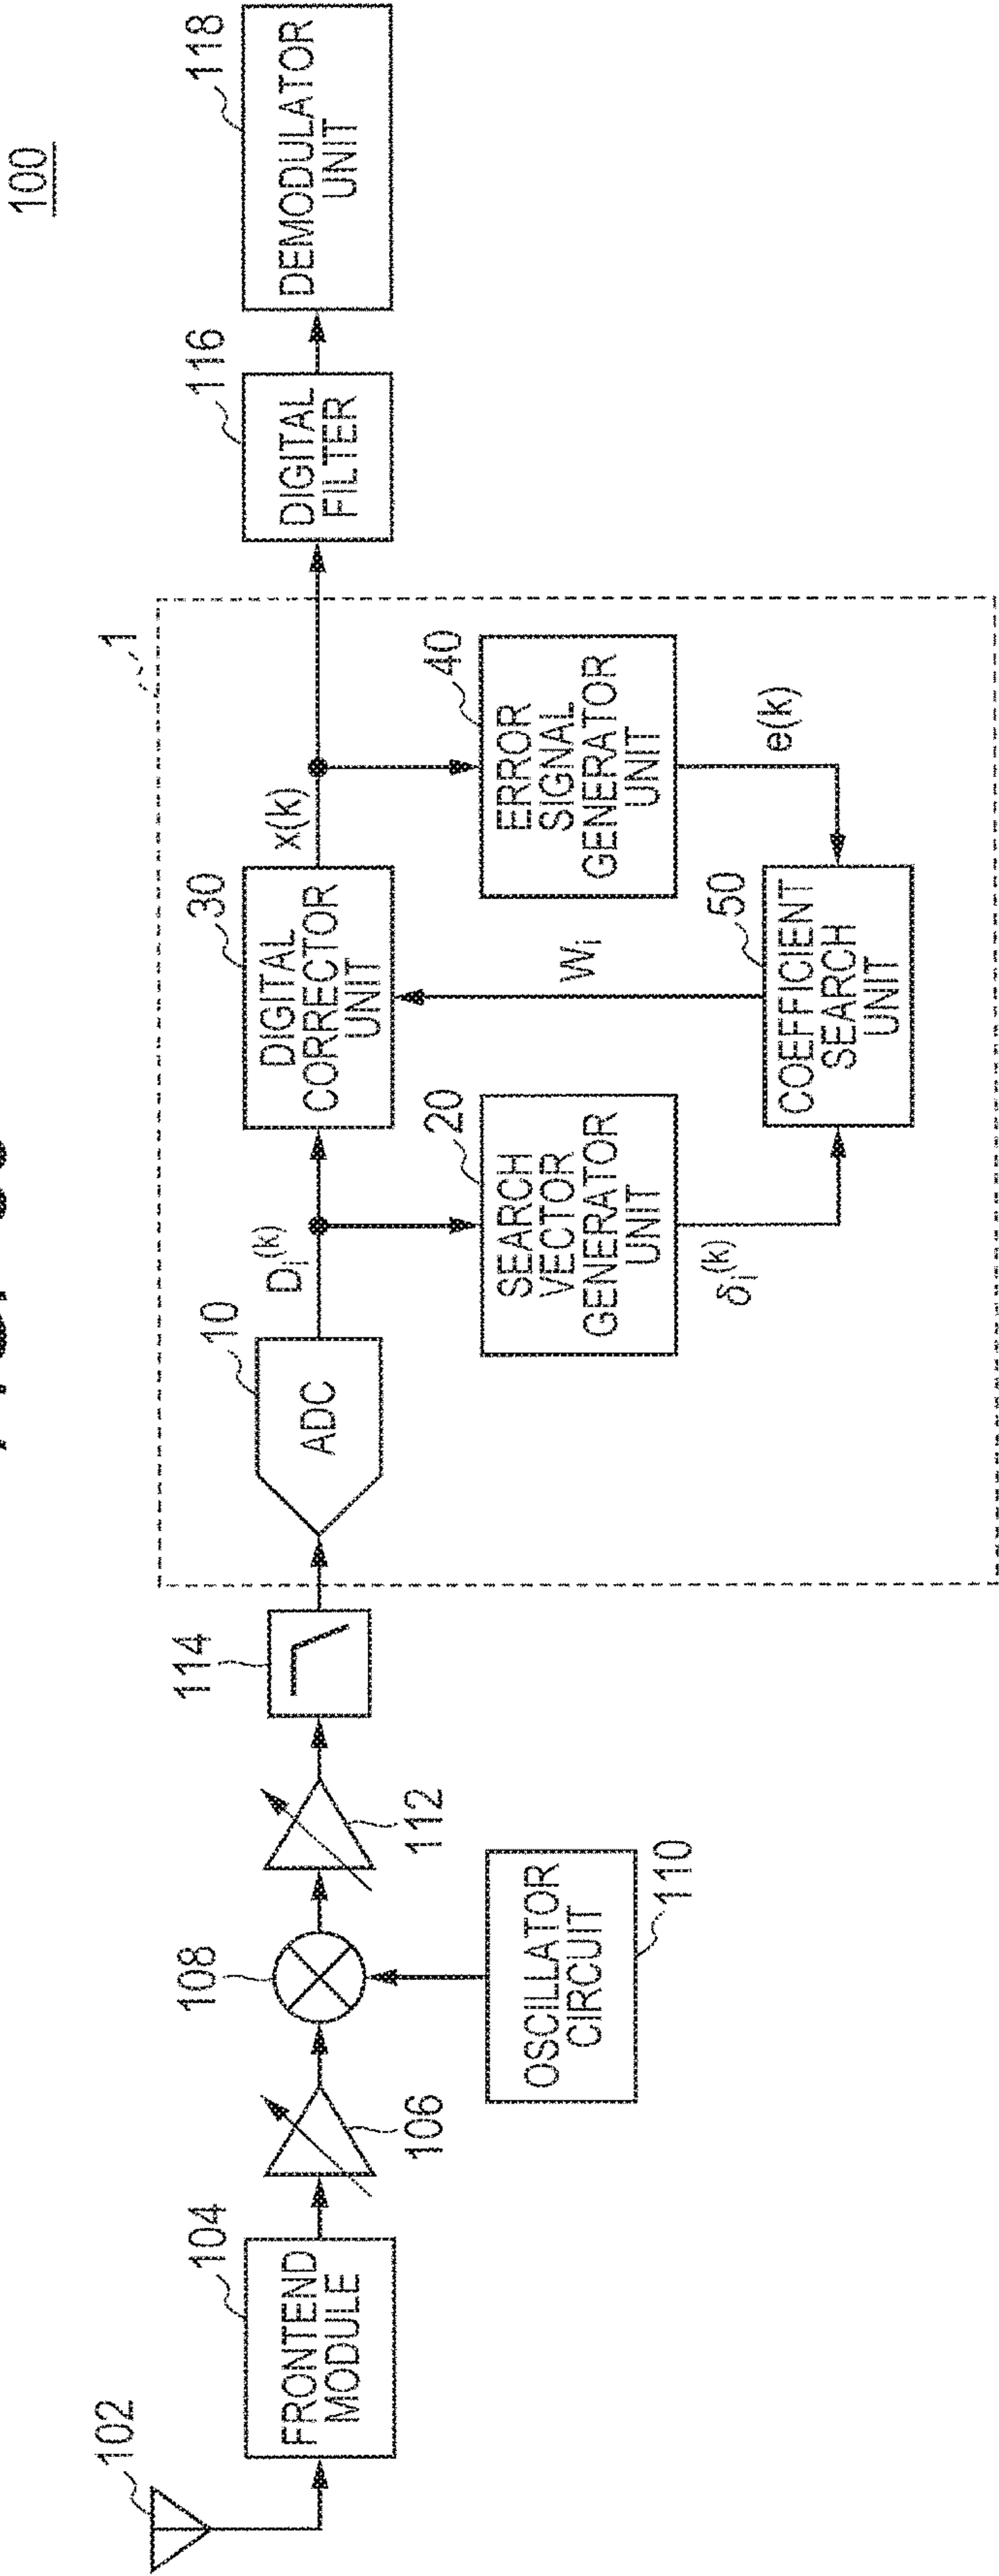 100
102
104
FRONTEND
MODULE
106
108
OSCILLATOR
CIRCUIT
110
112
114
1
10
ADC
D_i^(k)
20
SEARCH
VECTOR
GENERATOR
UNIT
δ_i^(k)
30
DIGITAL
CORRECTOR
UNIT
W_i
50
COEFFICIENT
SEARCH
UNIT
x(k)
40
ERROR
SIGNAL
GENERATOR
UNIT
e(k)
116
DIGITAL
FILTER
118
DEMODULATOR
UNIT